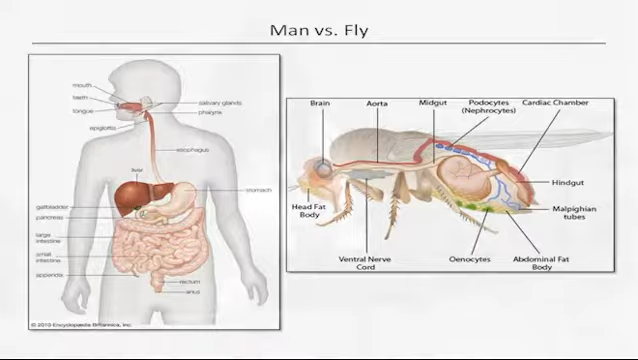 Man vs. Fly
mouth
teeth
tongue
epiglottis
salivary glands
pharynx
esophagus
liver
stomach
gallbladder
pancreas
large
intestine
small
intestine
appendix
rectum
anus
© 2013 Encyclopædia Britannica, Inc.
Brain
Aorta
Midgut
Podocytes
(Nephrocytes)
Cardiac Chamber
Hindgut
Malpighian
tubes
Head Fat
Body
Ventral Nerve
Cord
Oenocytes
Abdominal Fat
Body